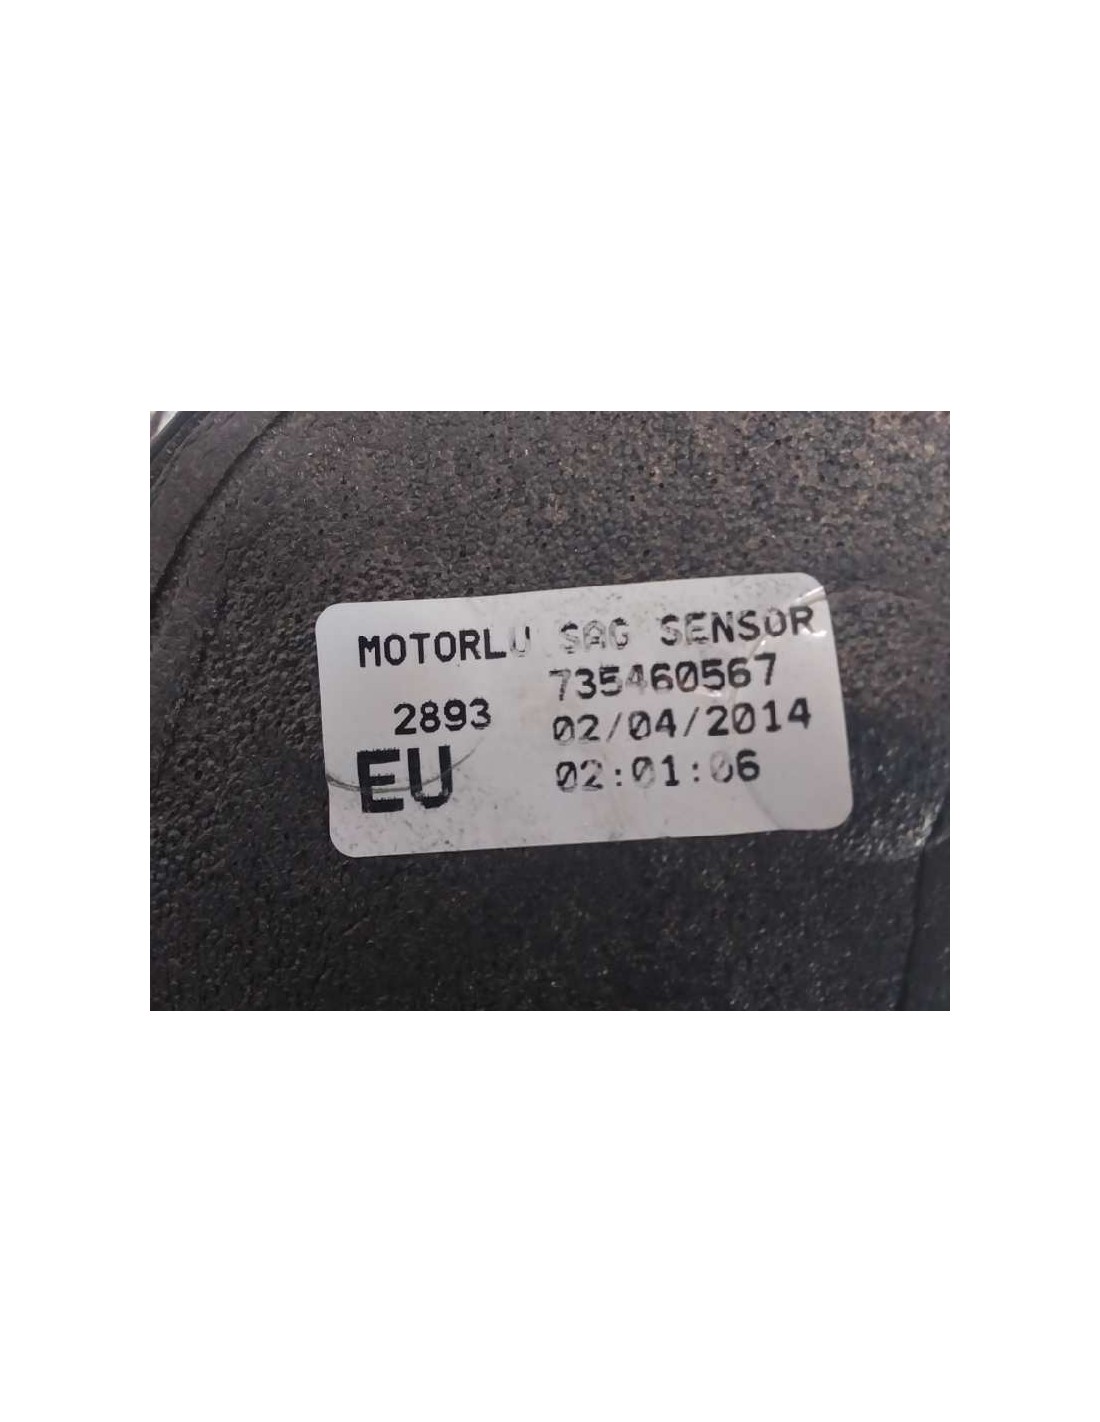 MOTORLU SAG SENSOR
735460567
2893 02/04/2014
EU 02:01:06